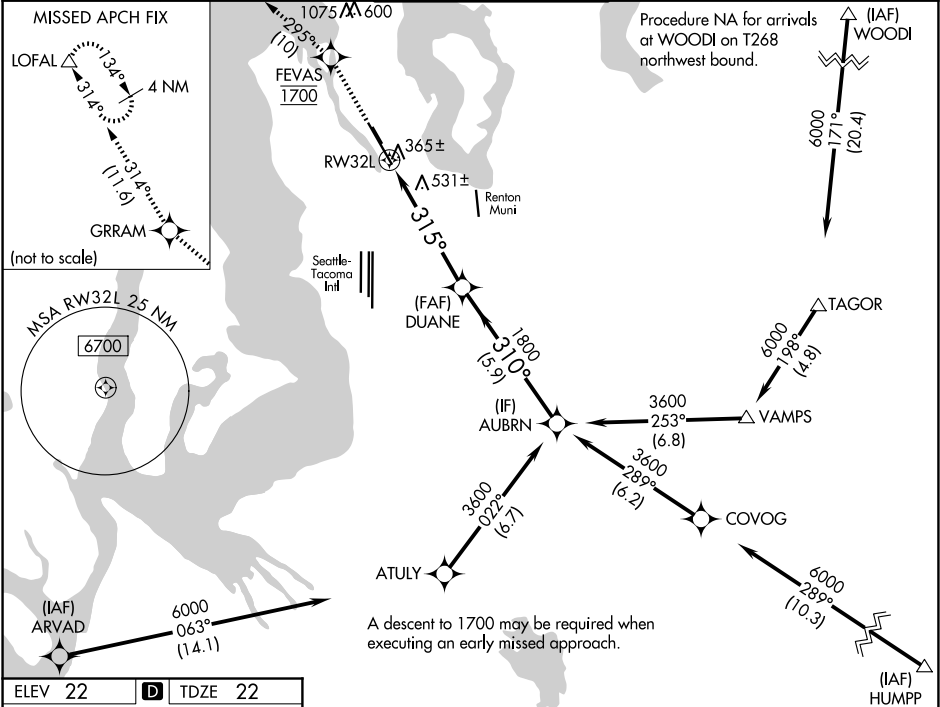 MISSED APCH FIX
LOFAL
134°
4 NM
314°
314°
(11.6)
GRRAM
(not to scale)
1075
600
295°
(10)
FEVAS
1700
RW32L
365±
531±
Renton
Muni
315°
Seattle-
Tacoma
Intl
(FAF)
DUANE
1800
310°
(5.9)
(IF)
AUBRN
Procedure NA for arrivals
at WOODI on T268
northwest bound.
(IAF)
WOODI
6000
171°
(20.4)
TAGOR
6000
198°
(4.8)
VAMPS
3600
253°
(6.8)
3600
289°
(6.2)
COVOG
6000
289°
(10.3)
(IAF)
HUMPP
MSA RW32L 25 NM
6700
3600
022°
(6.7)
ATULY
(IAF)
ARVAD
6000
063°
(14.1)
A descent to 1700 may be required when
executing an early missed approach.
ELEV 22 D TDZE 22